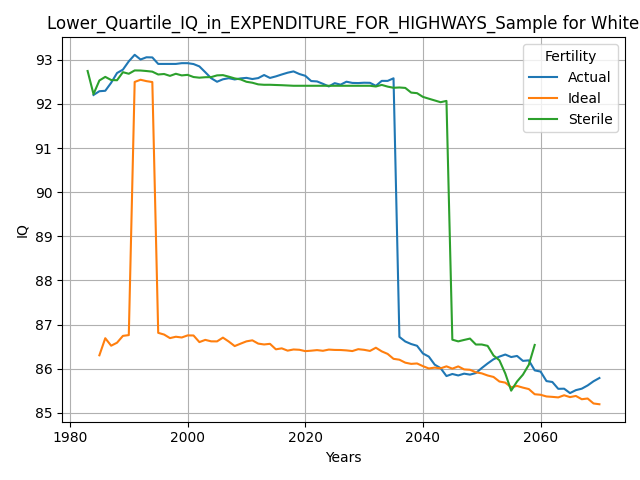 Lower_Quartile_IQ_in_EXPENDITURE_FOR_HIGHWAYS_Sample for White
Fertility
Actual
Ideal
Sterile
93
92
91
90
89
88
87
86
85
IQ
1980
2000
2020
2040
2060
Years